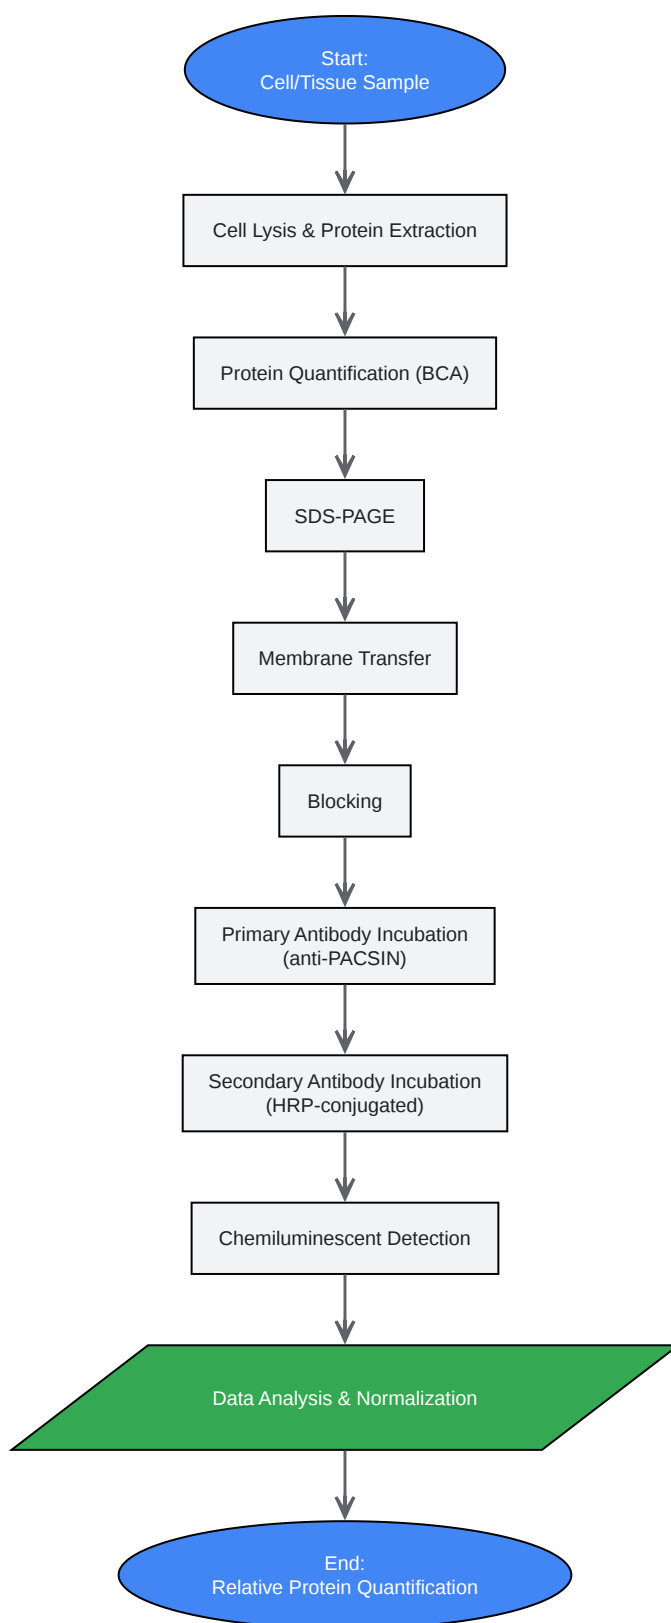 Start:
Cell/Tissue Sample
Cell Lysis & Protein Extraction
Protein Quantification (BCA)
SDS-PAGE
Membrane Transfer
Blocking
Primary Antibody Incubation
(anti-PACSIN)
Secondary Antibody Incubation
(HRP-conjugated)
Chemiluminescent Detection
Data Analysis & Normalization
End:
Relative Protein Quantification